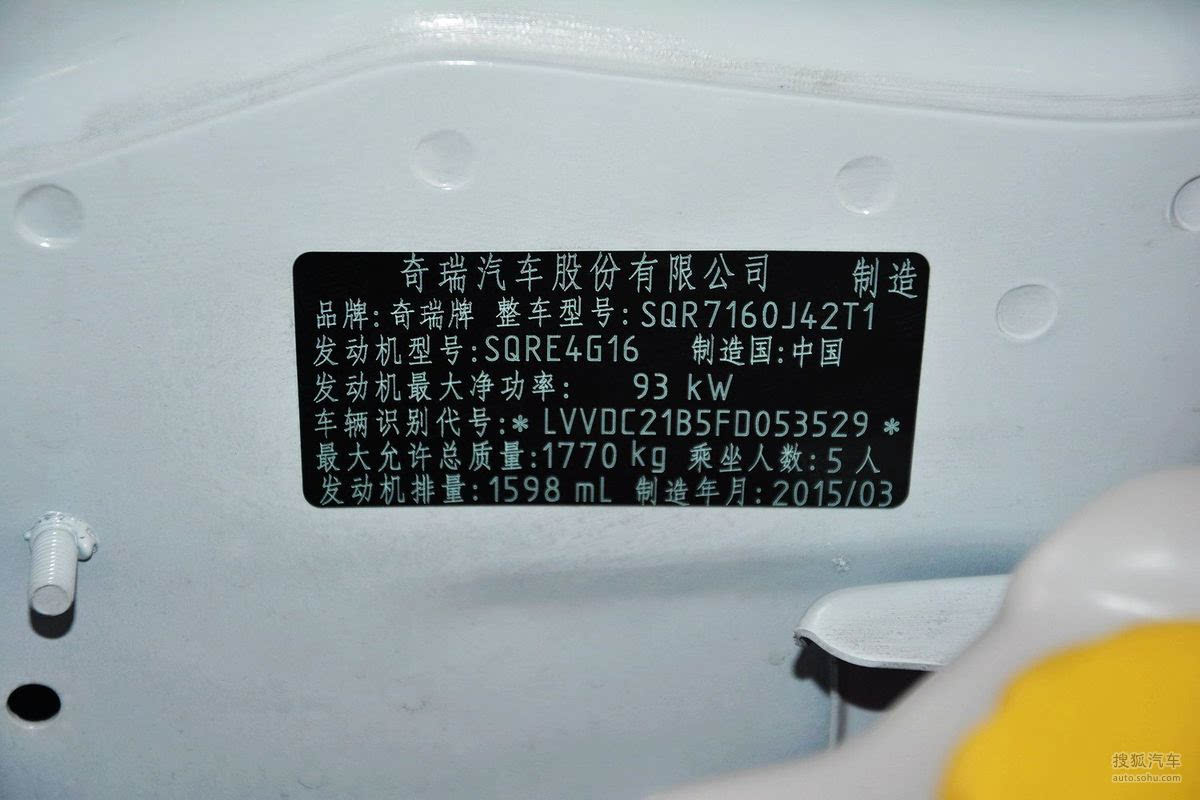 奇瑞汽车股份有限公司 制造
品牌:奇瑞牌 整车型号:SQR7160J42T1
发动机型号:SQRE4G16 制造国:中国
发动机最大净功率: 93 kW
车辆识别代号:* LVVDC21B5FD053529 *
最大允许总质量:1770 kg 乘坐人数:5人
发动机排量:1598 mL 制造年月:2015/03
搜狐汽车
auto.sohu.com